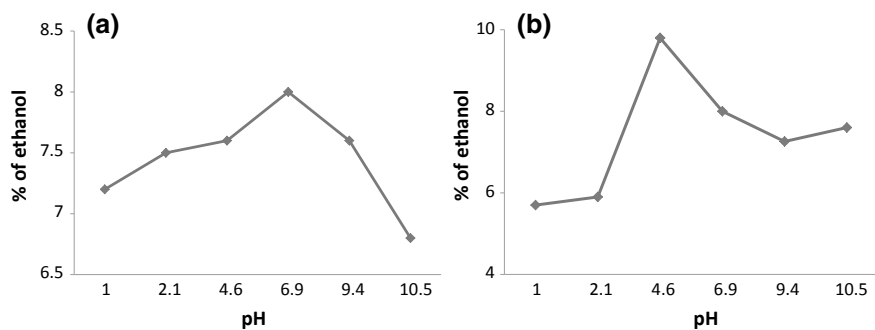 (a)
% of ethanol
8.5
8
7.5
7
6.5
1 2.1 4.6 6.9 9.4 10.5
pH
(b)
% of ethanol
10
8
6
4
1 2.1 4.6 6.9 9.4 10.5
pH